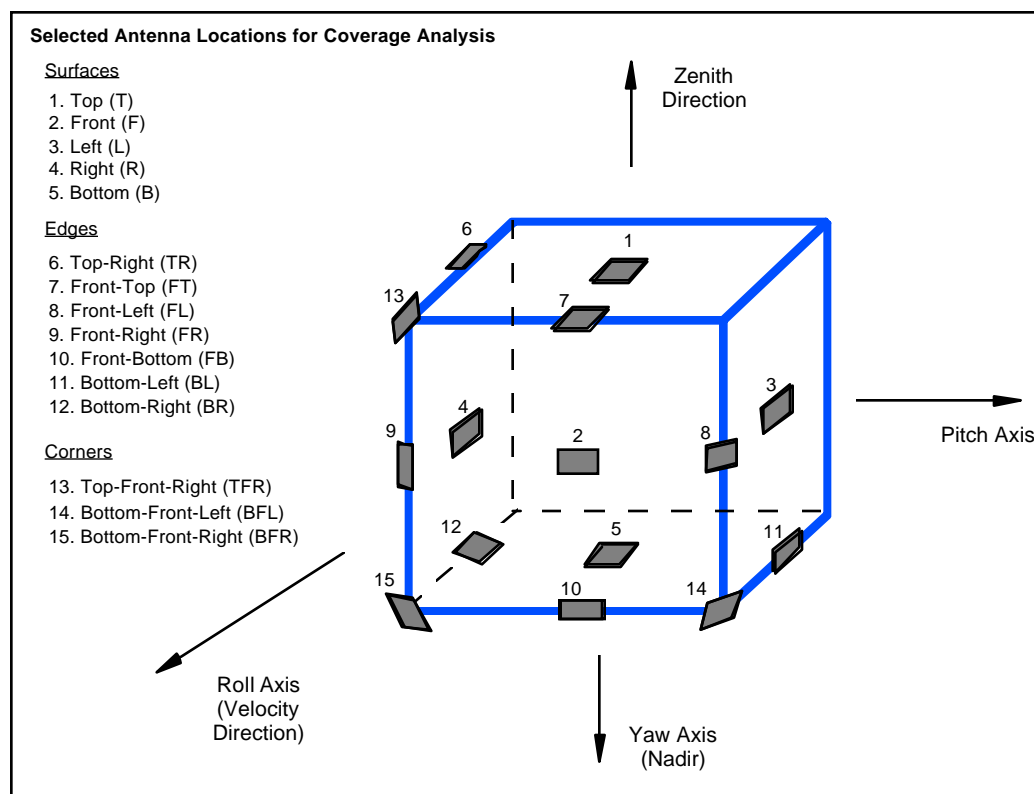 Selected Antenna Locations for Coverage Analysis
Surfaces
1. Top (T)
2. Front (F)
3. Left (L)
4. Right (R)
5. Bottom (B)
Edges
6. Top-Right (TR)
7. Front-Top (FT)
8. Front-Left (FL)
9. Front-Right (FR)
10. Front-Bottom (FB)
11. Bottom-Left (BL)
12. Bottom-Right (BR)
Corners
13. Top-Front-Right (TFR)
14. Bottom-Front-Left (BFL)
15. Bottom-Front-Right (BFR)
Zenith
Direction
6
1
13
7
3
4
9
2
8
Pitch Axis
12
5
11
15
10
14
Roll Axis
(Velocity
Direction)
Yaw Axis
(Nadir)